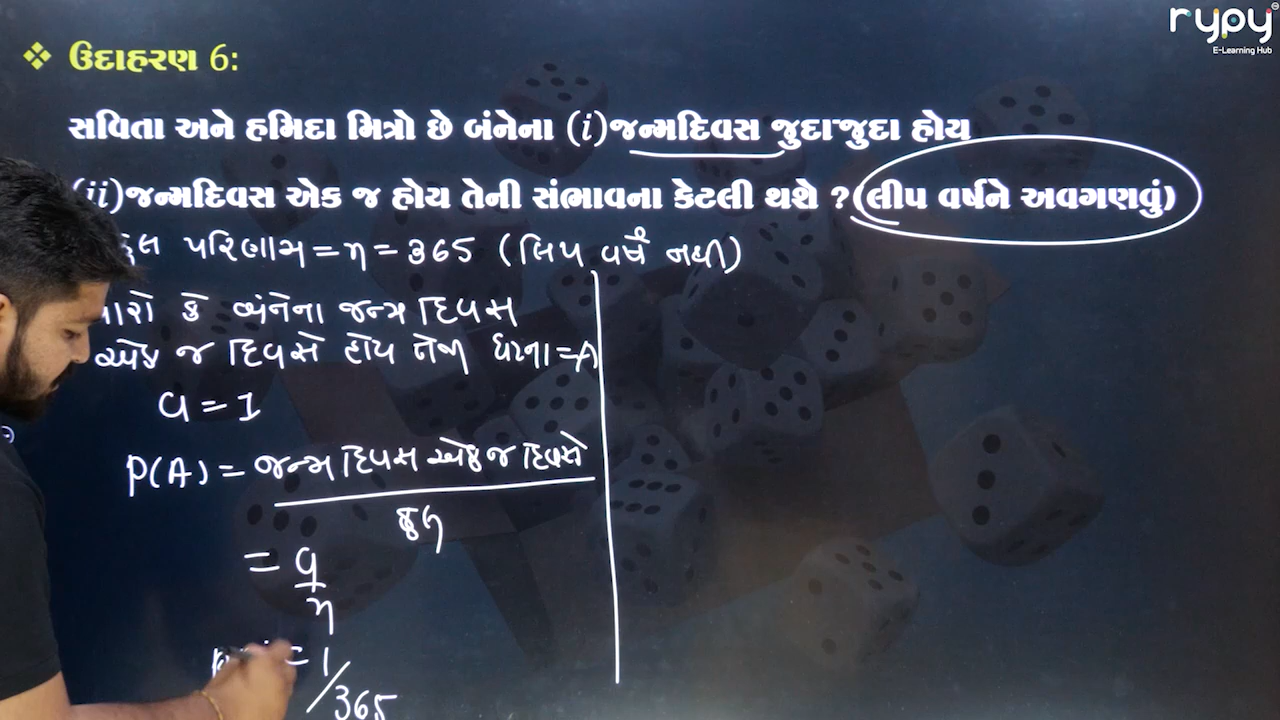 rypy
E-Learning Hub
❖ ઉદાહરણ 6:
સવિતા અને હમિદા મિત્રો છે બંનેના (i)જન્મદિવસ જુદા-જુદા હોય
(ii)જન્મદિવસ એક જ હોય તેની સંભાવના કેટલી થશે ?(લીપ વર્ષને અવગણવું)
પરિણામ = n = 365 (લિપ વર્ષ નથી)
કે બંનેના જન્મ દિવસ
એક જ દિવસે હોય તેની ઘટના = A
a = 1
P(A) = જન્મ દિવસ એક જ દિવસે
કુલ
= a
n
= 1/365